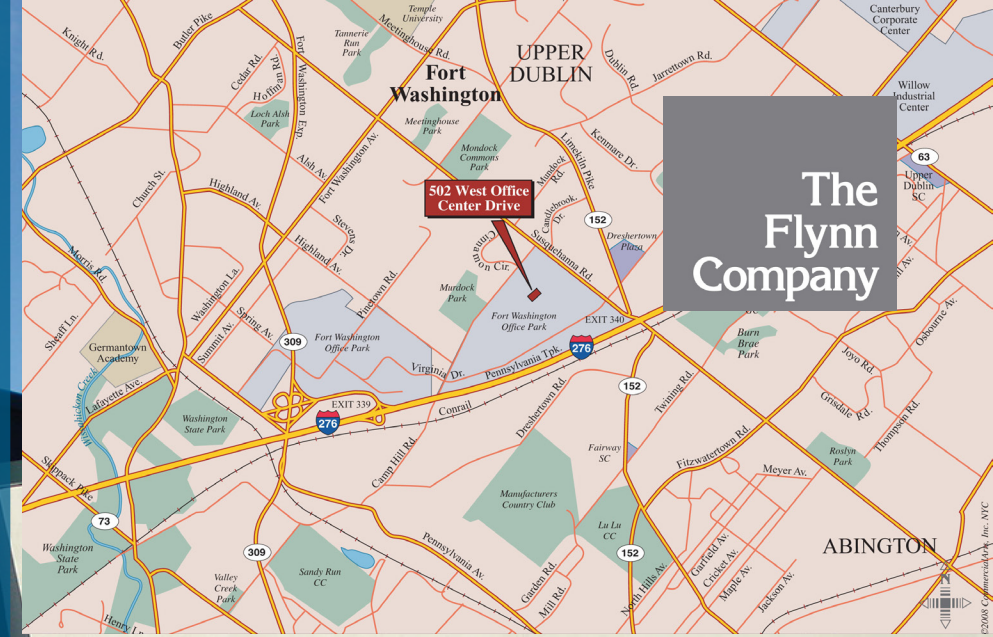 Temple
University
Canterbury
Corporate
Center
Knight Rd.
Butler Pike
Tannerie
Run
Park
Meetinghouse Rd.
UPPER
DUBLIN
Dublin Rd.
Jarrettown Rd.
Cedar Rd.
Hoffman Rd.
Fort Washington Exp.
Fort
Washington
Willow
Industrial
Center
Loch Alsh
Park
Meetinghouse
Park
Mondock
Commons
Park
Limekiln Pike
Kenmare Dr.
63
Alsh Av.
Fort Washington Av.
Mundock
Rd.
Upper
Dublin
SC
The
Flynn
Company
Church St.
Highland Av.
502 West Office
Center Drive
Candlebrook
Dr.
152
Stevens Dr.
Highland Av.
Cinnamon Cir.
Susquehanna Rd.
Dreshertown
Plaza
Morris Rd
Washington La.
Pinetown Rd.
Murdock
Park
Sheaff Ln.
Summit Av.
Spring Av.
Fort Washington
Office Park
EXIT 340
Osbourne Av.
309
Fort Washington
Office Park
276
Burn
Brae
Park
Germantown
Academy
Virginia Dr.
Pennsylvania Tpk.
Joyo Rd.
Wissahickon Creek
Lafayette Ave.
EXIT 339
276
Conrail
Dreshertown Rd.
152
Twining Rd.
Grisdale Rd.
Thompson Rd.
Washington
State Park
Camp Hill Rd.
Fairway
SC
Fitzwatertown Rd.
Roslyn
Park
Meyer Av.
Skippack Pike
73
Manufacturers
Country Club
Lu Lu
CC
Washington
State
Park
309
Sandy Run
CC
Pennsylvania Av.
152
ABINGTON
Valley
Creek
Park
Garden Rd.
Mill Rd.
North Hills Av.
Garfield Av.
Cricket Av.
Maple Av.
Jackson Av.
Henry Ln.
N
©2008 CommercialArts, Inc. NYC